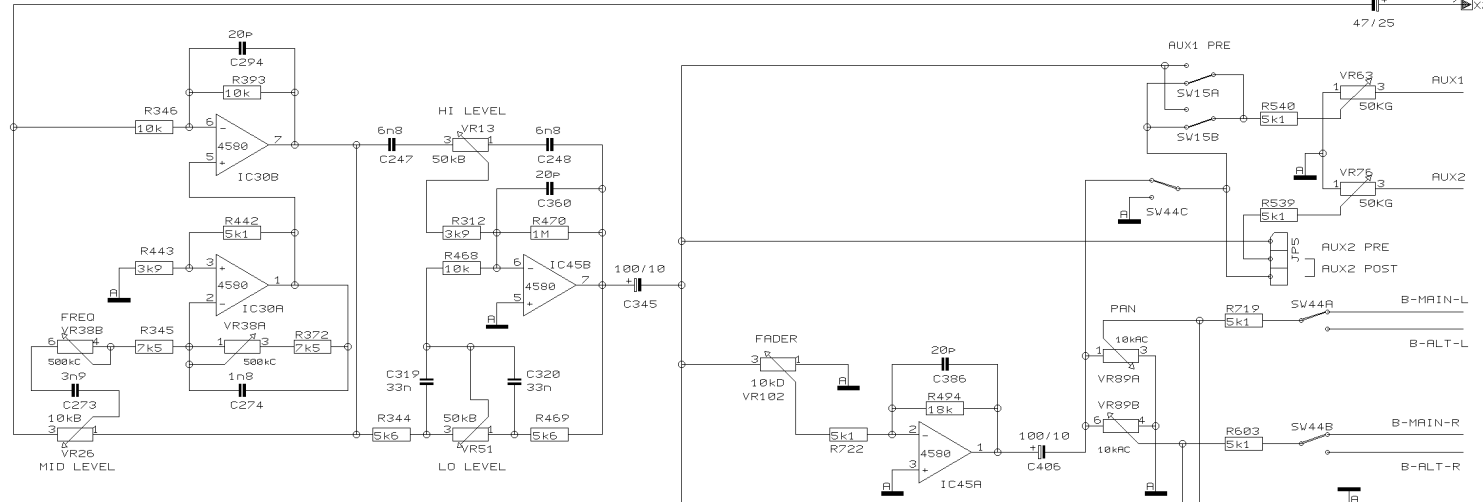 47/25
X
20p
C294
R393
10k
R346
10k
6
-
4580
7
5
+
IC30B
R442
5k1
R443
3k9
A
3
+
4580
1
2
-
IC30A
FREQ
VR38B
6
4
500kC
R345
7k5
VR38A
1
3
500kC
R372
7k5
3n9
C273
1n8
C274
10kB
3
1
VR26
MID LEVEL
6n8
C247
HI LEVEL
VR13
3
1
50kB
6n8
C248
20p
C360
R312
3k9
R470
1M
R468
10k
6
-
IC45B
4580
7
5
+
A
100/10
+
C345
C319
33n
C320
33n
R344
5k6
50kB
3
1
VR51
LO LEVEL
R469
5k6
FADER
3
1
10kD
VR102
A
20p
C386
R494
18k
5k1
R722
2
-
4580
1
3
+
A
IC45A
100/10
+
C406
AUX1 PRE
SW15A
SW15B
R540
5k1
VR63
1
3
50KG
AUX1
A
VR76
1
3
50KG
AUX2
R539
5k1
A
SW44C
JP5
AUX2 PRE
AUX2 POST
PAN
10kAC
1
3
VR89A
VR89B
6
4
10kAC
A
R719
5k1
SW44A
B-MAIN-L
B-ALT-L
R603
5k1
SW44B
B-MAIN-R
B-ALT-R
A